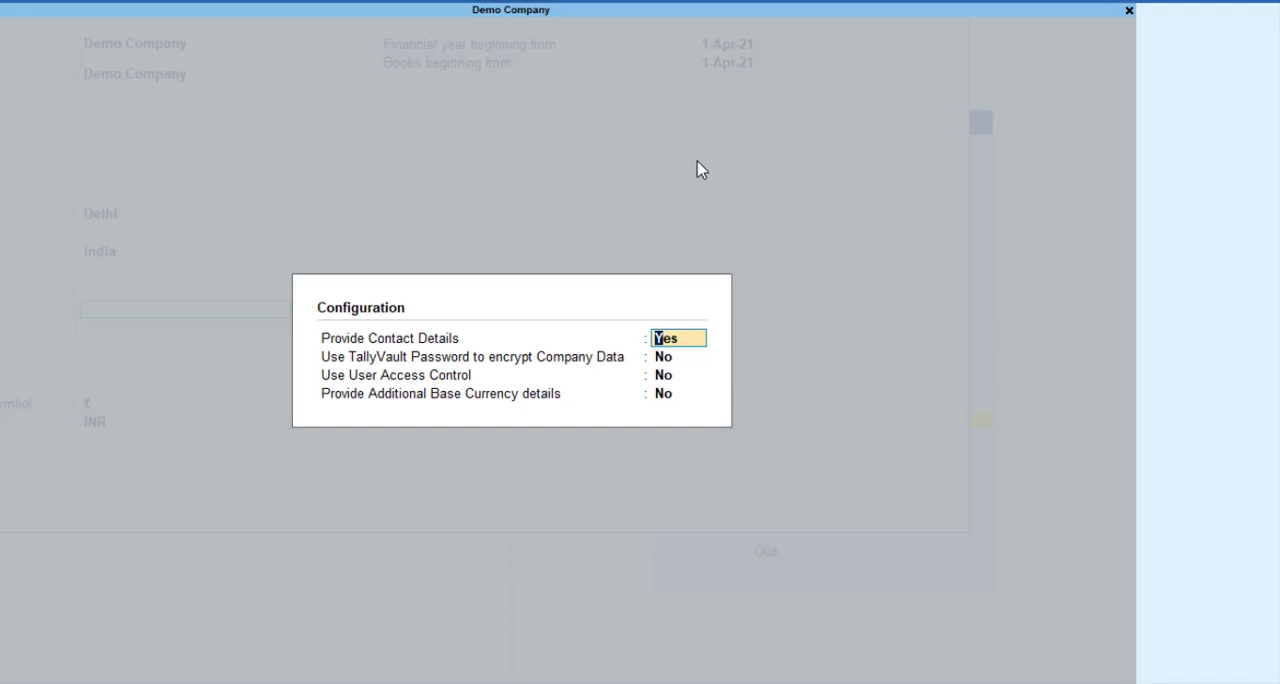 Demo Company
Demo Company Financial year beginning from : 1-Apr-21
Books beginning from : 1-Apr-21
: Demo Company
: Delhi
: India
Configuration
Provide Contact Details : Yes
Use TallyVault Password to encrypt Company Data : No
Use User Access Control : No
Provide Additional Base Currency details : No
ymbol : ₹
: INR
Quit